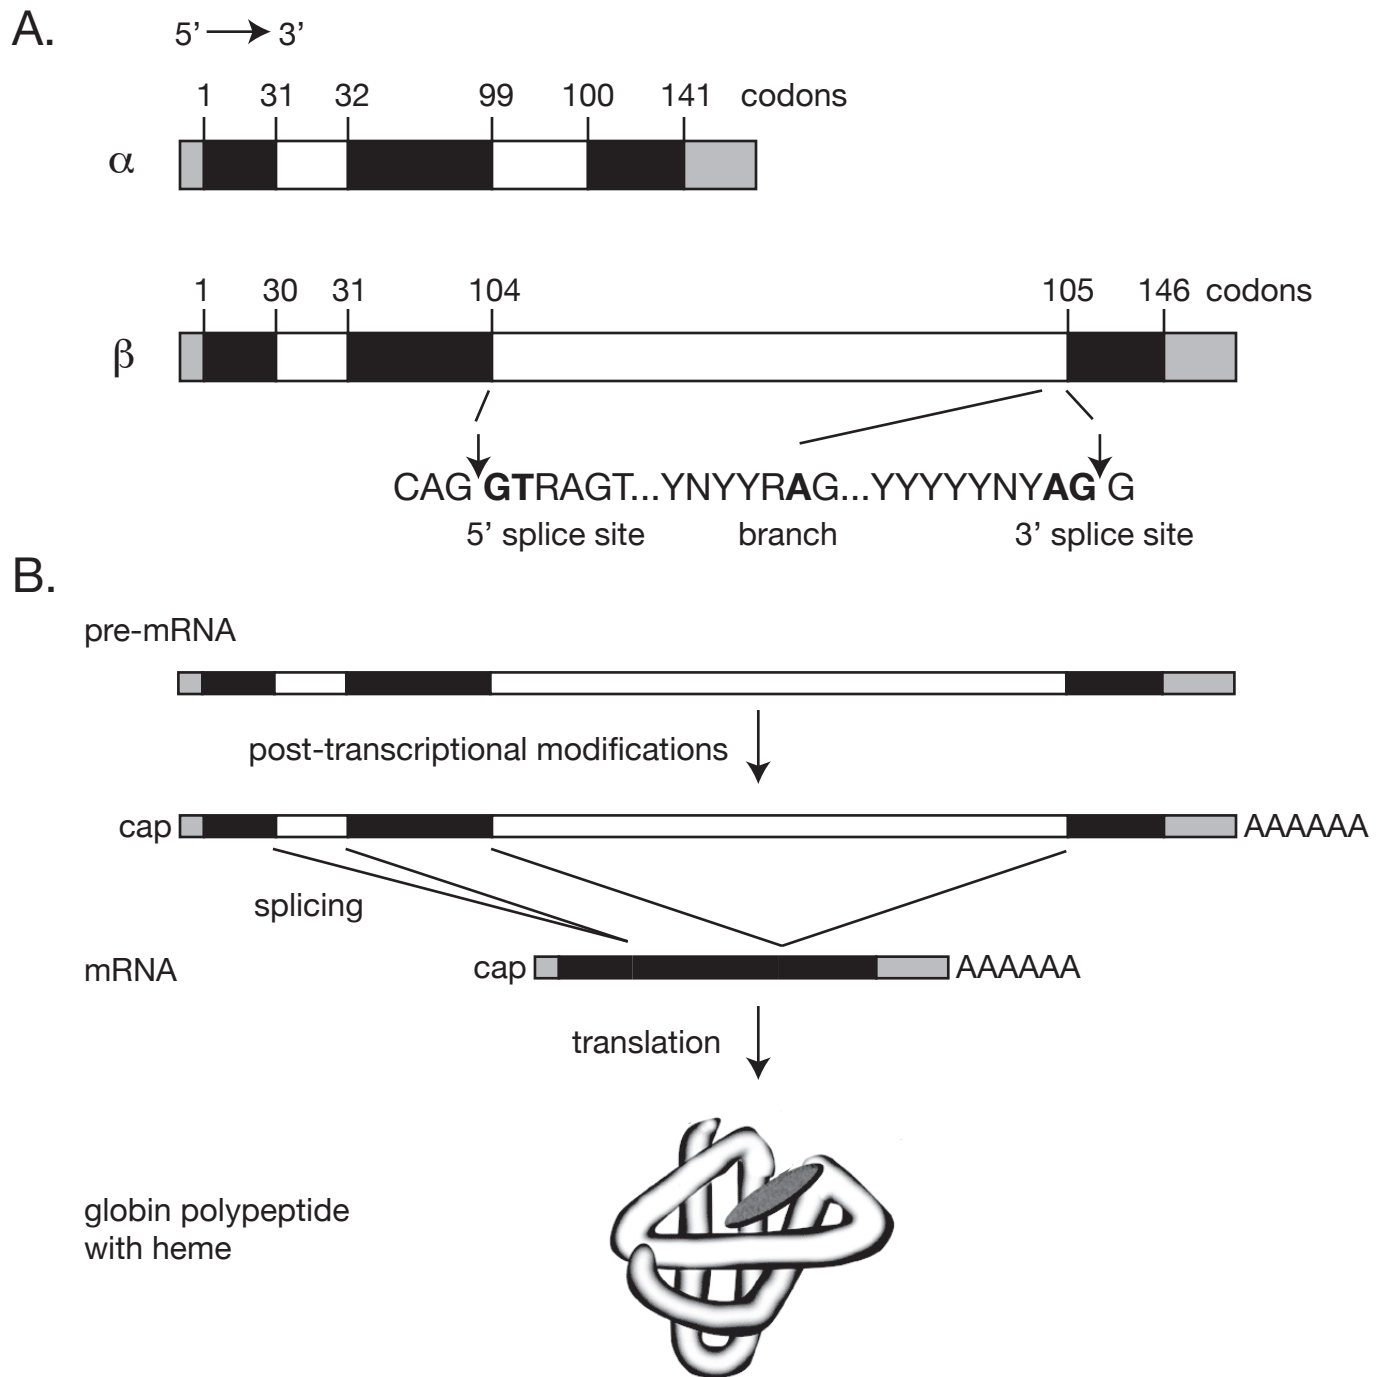 A.
5’ 3’
1 31 32 99 100 141 codons
α
1 30 31 104 105 146 codons
β
CAG GTRAGT...YNYYRAG...YYYYYNYAG G
5’ splice site branch 3’ splice site
B.
pre-mRNA
post-transcriptional modifications
cap AAAAAA
splicing
mRNA cap AAAAAA
translation
globin polypeptide
with heme